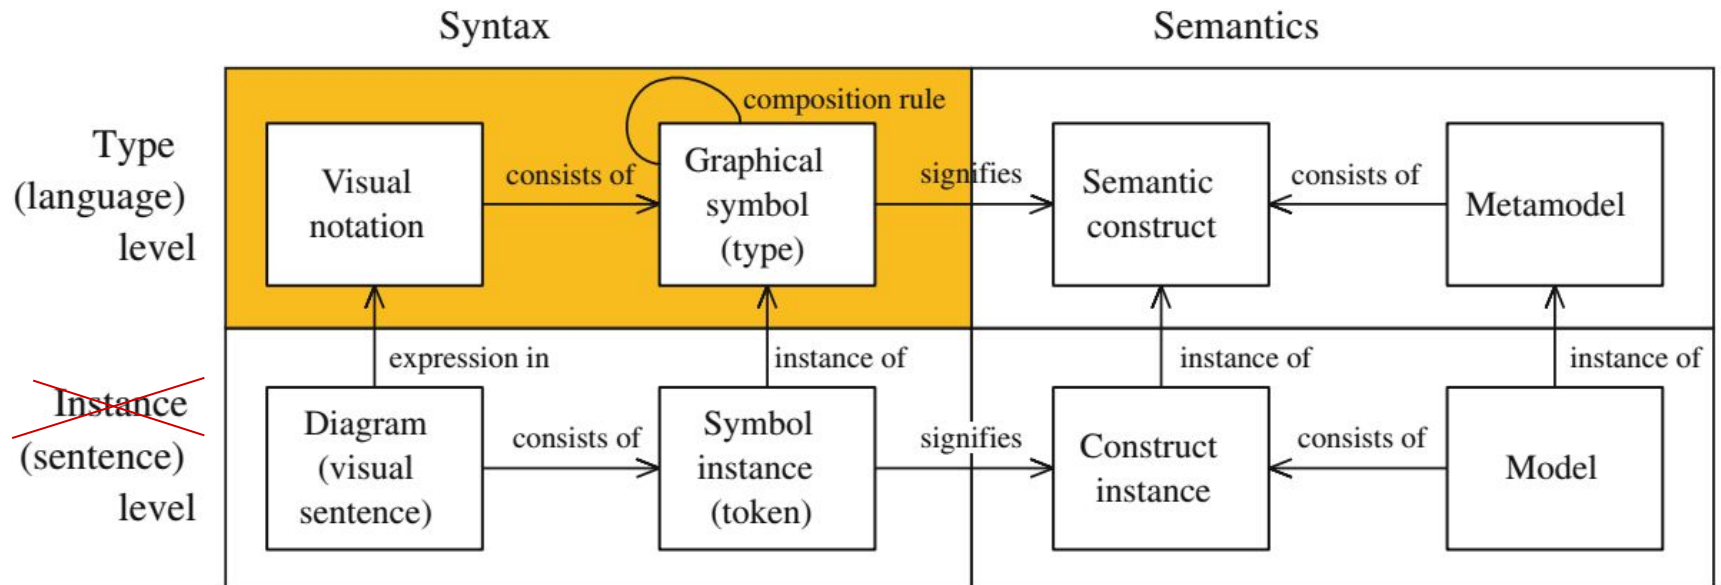 Syntax
Semantics
Type
(language)
level
composition rule
Visual
notation
consists of
Graphical
symbol
(type)
signifies
Semantic
construct
consists of
Metamodel
expression in
instance of
instance of
instance of
Instance
(sentence)
level
Diagram
(visual
sentence)
consists of
Symbol
instance
(token)
signifies
Construct
instance
consists of
Model